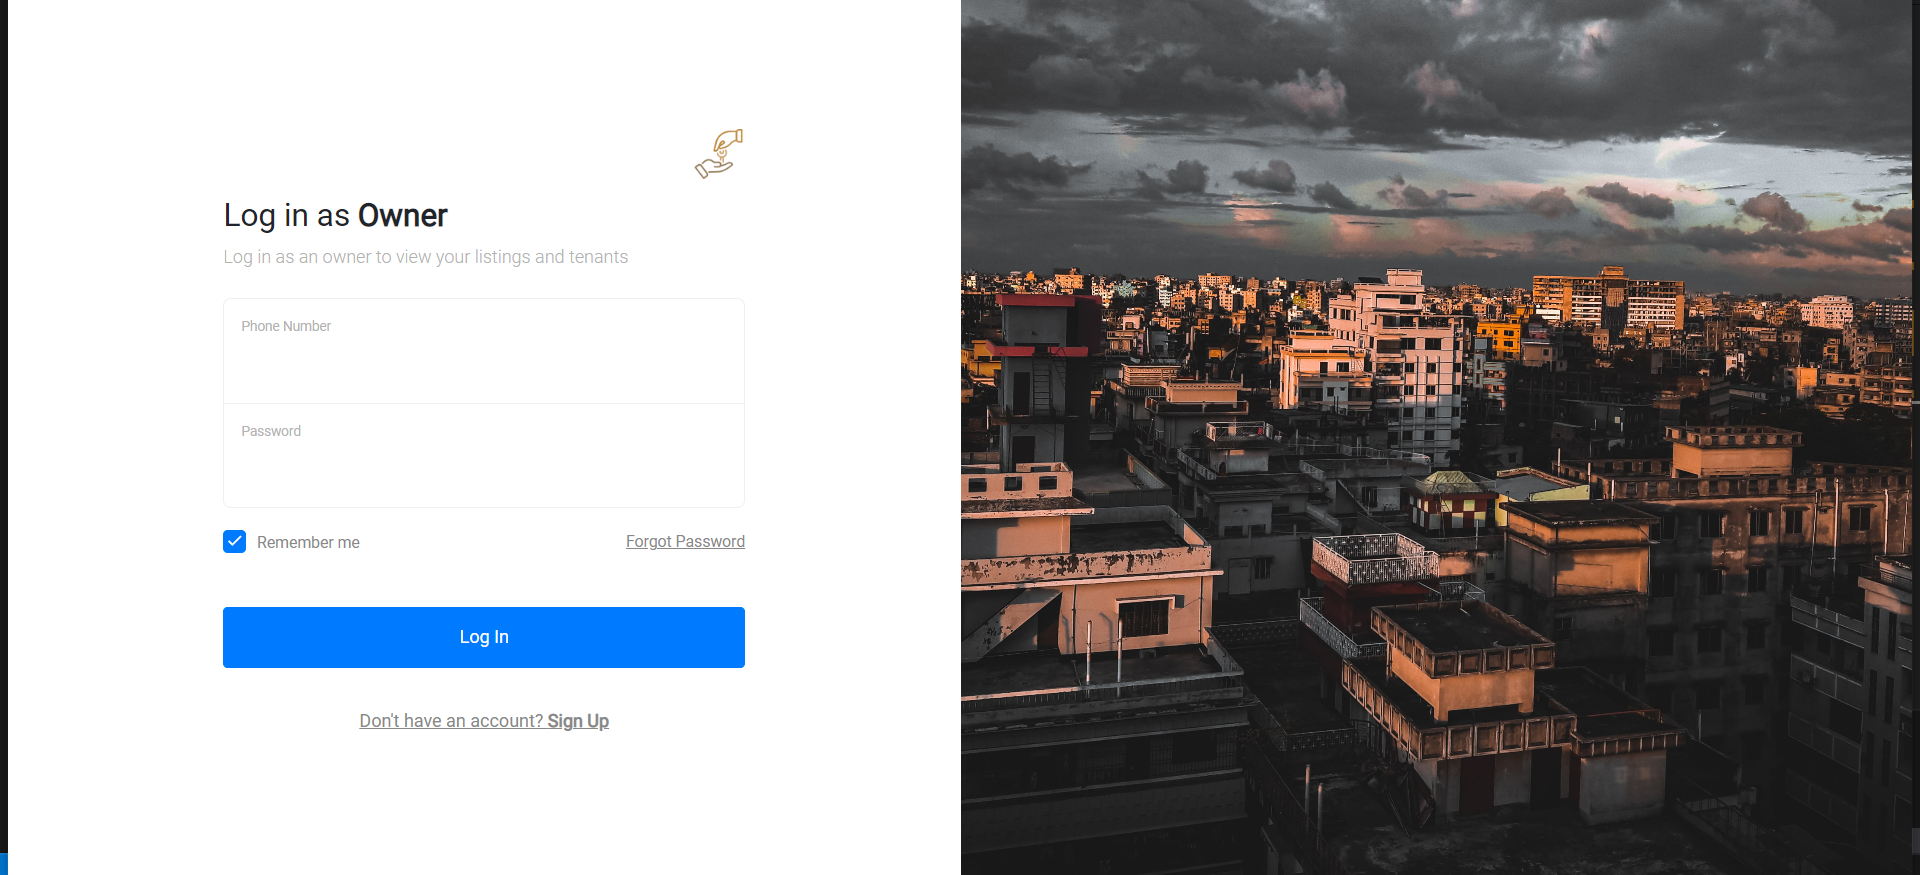 Log in as Owner
Log in as an owner to view your listings and tenants
Phone Number
Password
Remember me
Forgot Password
Log In
Don't have an account? Sign Up